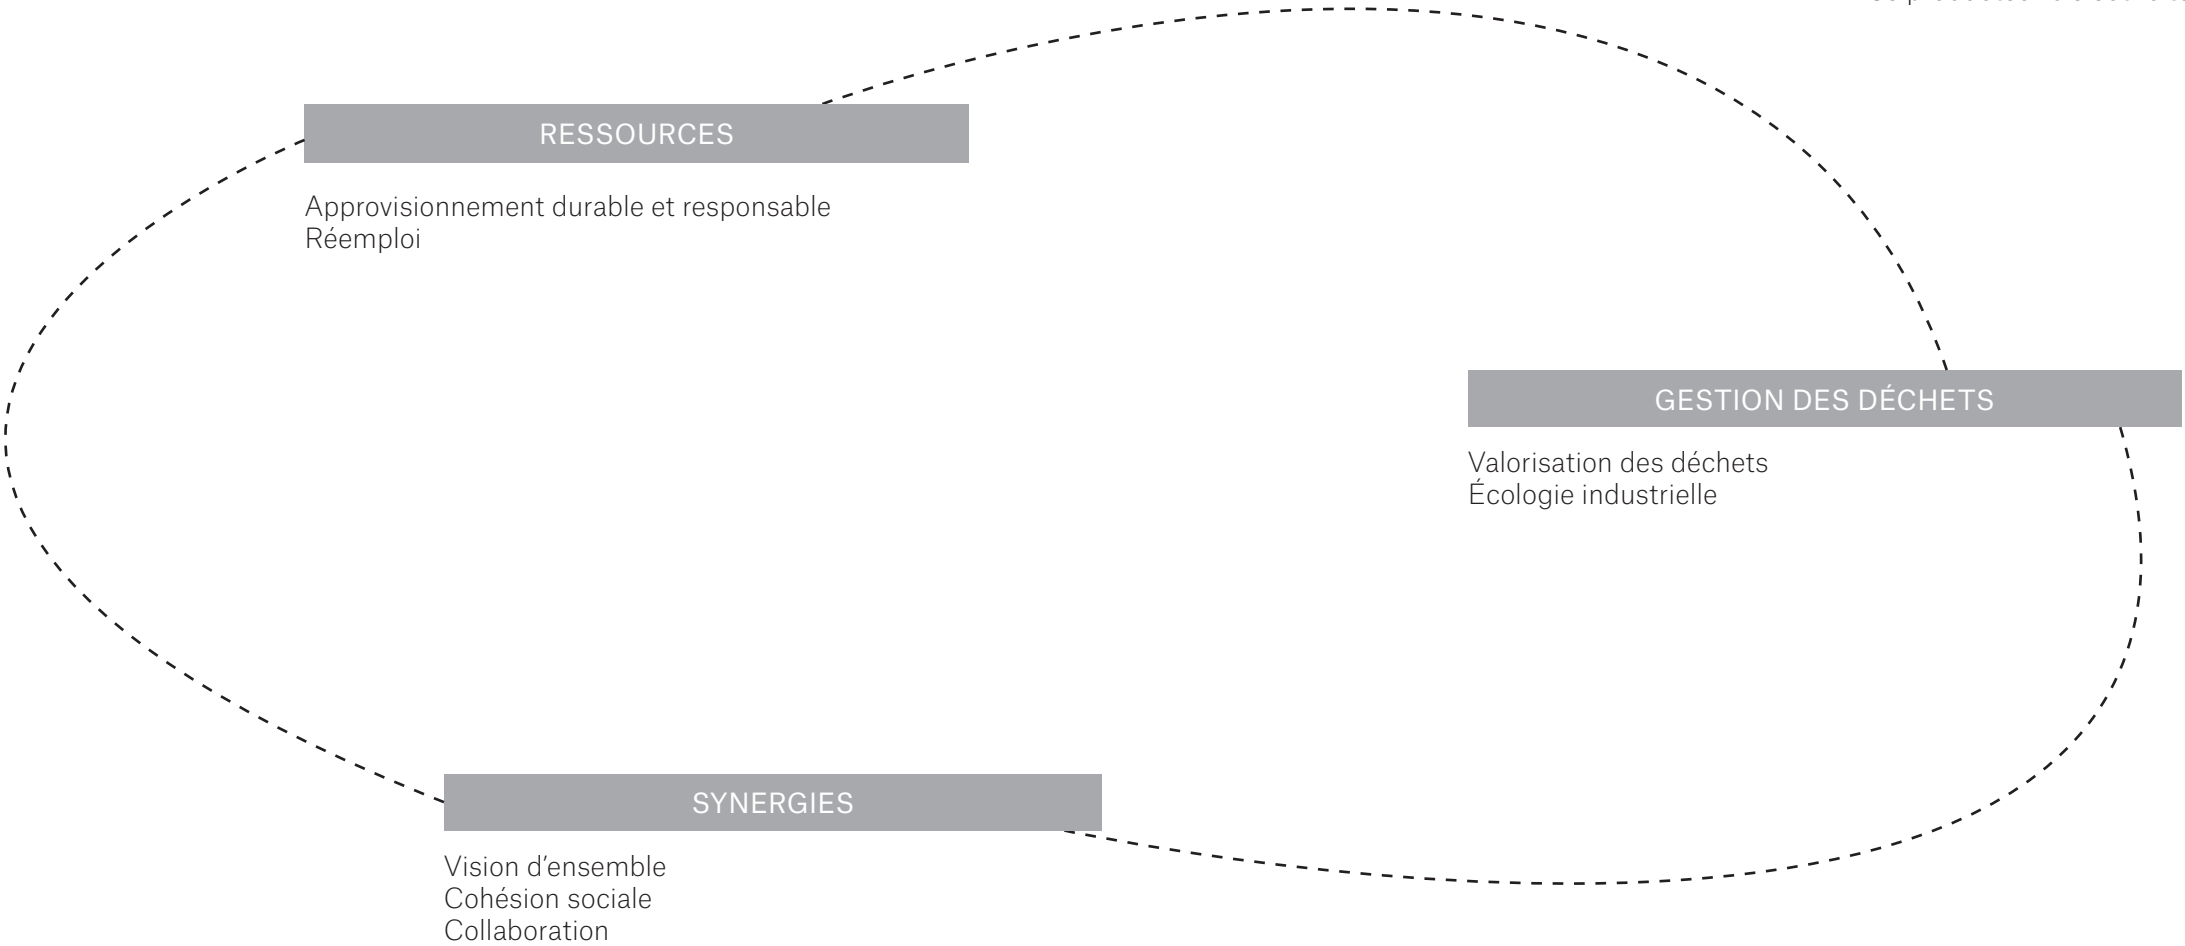 RESSOURCES
Approvisionnement durable et responsable
Réemploi
GESTION DES DÉCHETS
Valorisation des déchets
Écologie industrielle
SYNERGIES
Vision d’ensemble
Cohésion sociale
Collaboration